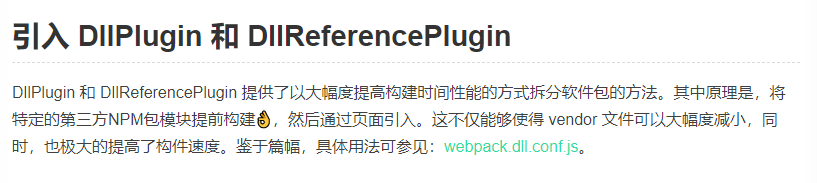 引入 DllPlugin 和 DllReferencePlugin
DllPlugin 和 DllReferencePlugin 提供了以大幅度提高构建时间性能的方式拆分软件包的方法。其中原理是，将
特定的第三方NPM包模块提前构建👌，然后通过页面引入。这不仅能够使得 vendor 文件可以大幅度减小，同
时，也极大的提高了构件速度。鉴于篇幅，具体用法可参见：webpack.dll.conf.js。